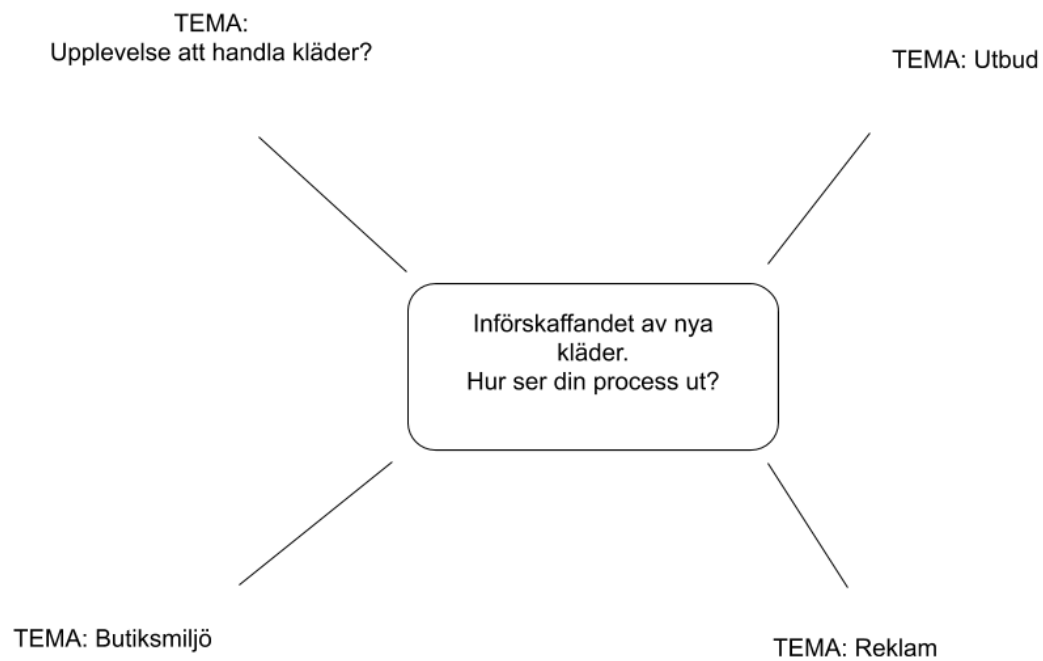 TEMA:
Upplevelse att handla kläder?
TEMA: Utbud
Införskaffandet av nya
kläder.
Hur ser din process ut?
TEMA: Butiksmiljö
TEMA: Reklam